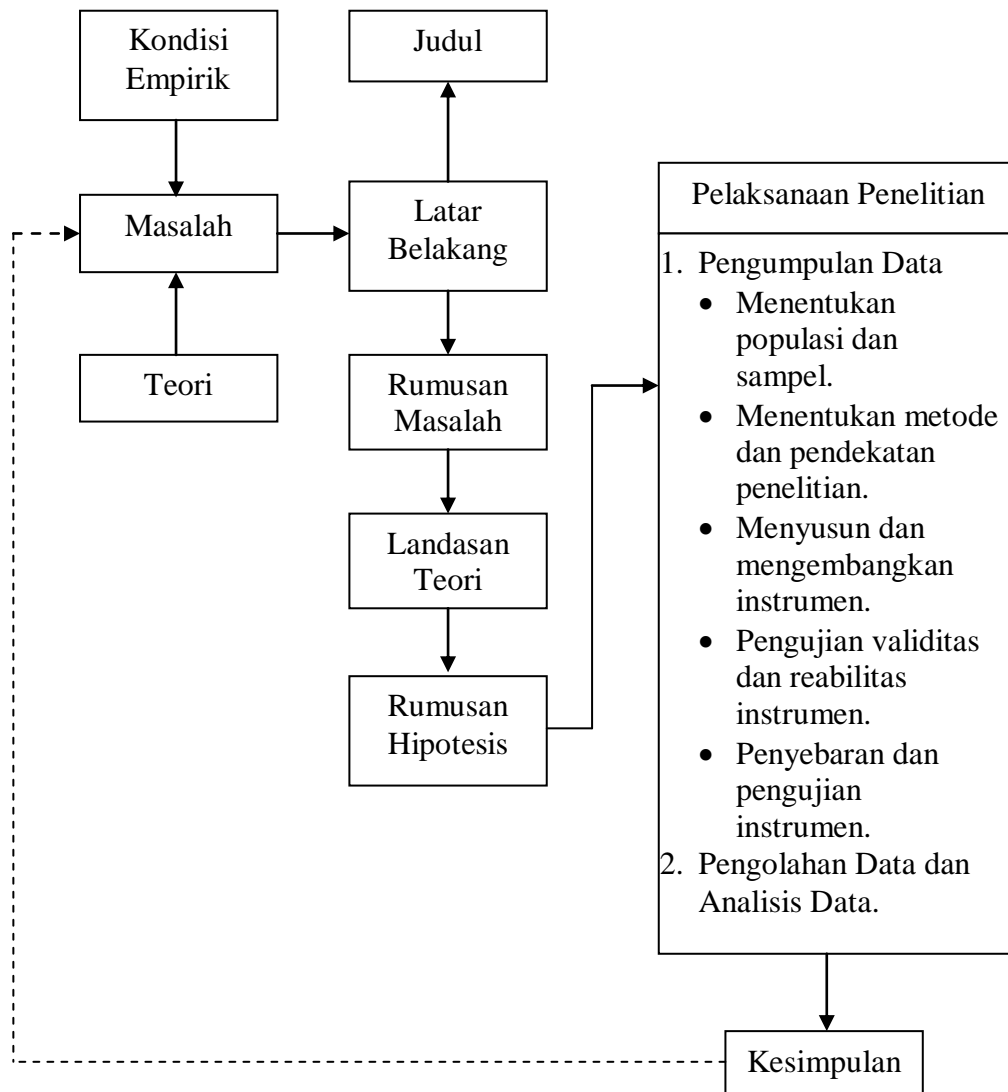 Kondisi
Empirik
Judul
Masalah
Latar
Belakang
Teori
Rumusan
Masalah
Landasan
Teori
Rumusan
Hipotesis
Pelaksanaan Penelitian
1. Pengumpulan Data
• Menentukan
populasi dan
sampel.
• Menentukan metode
dan pendekatan
penelitian.
• Menyusun dan
mengembangkan
instrumen.
• Pengujian validitas
dan reabilitas
instrumen.
• Penyebaran dan
pengujian
instrumen.
2. Pengolahan Data dan
Analisis Data.
Kesimpulan